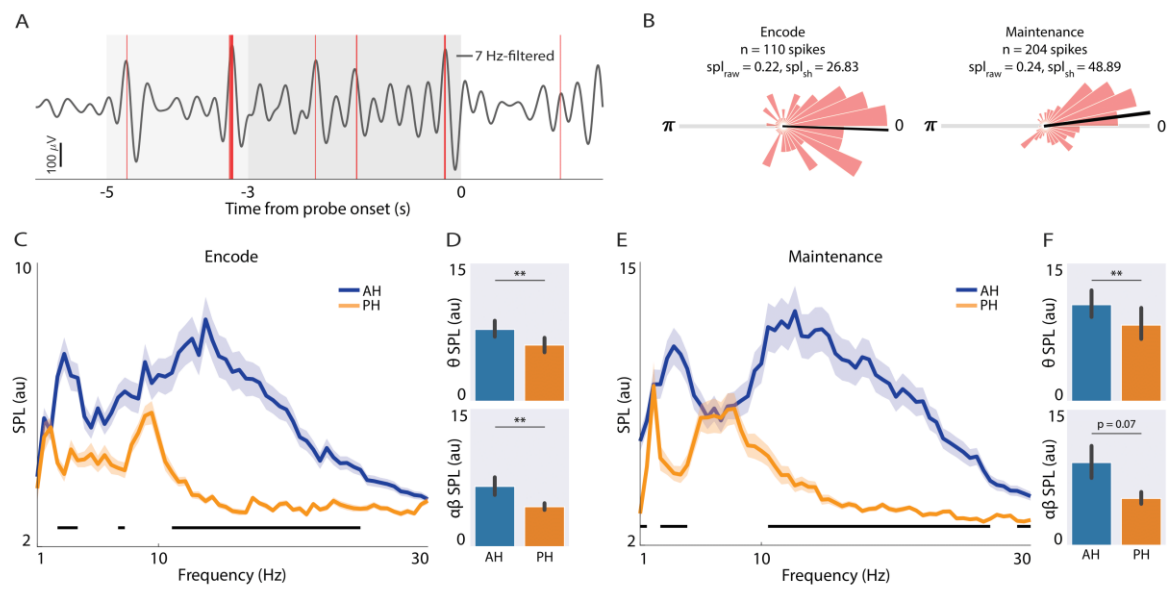 A
7 Hz-filtered
100 μV
-5
-3
0
Time from probe onset (s)
B
Encode
n = 110 spikes
spl_raw = 0.22, spl_sh = 26.83
π
0
Maintenance
n = 204 spikes
spl_raw = 0.24, spl_sh = 48.89
π
0
C
Encode
10
AH
PH
SPL (au)
2
1
10
30
Frequency (Hz)
D
15
**
θ SPL (au)
0
15
**
αβ SPL (au)
0
AH
PH
E
Maintenance
15
AH
PH
SPL (au)
2
1
10
30
Frequency (Hz)
F
15
**
θ SPL (au)
0
15
p = 0.07
αβ SPL (au)
0
AH
PH